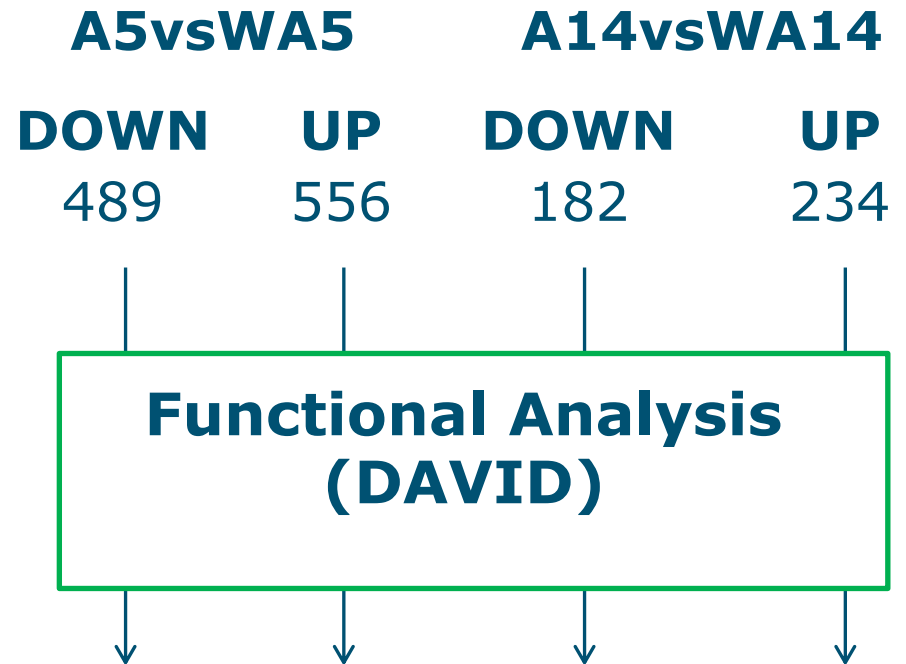 A5vsWA5 A14vsWA14
DOWN UP DOWN UP
489 556 182 234
Functional Analysis
(DAVID)